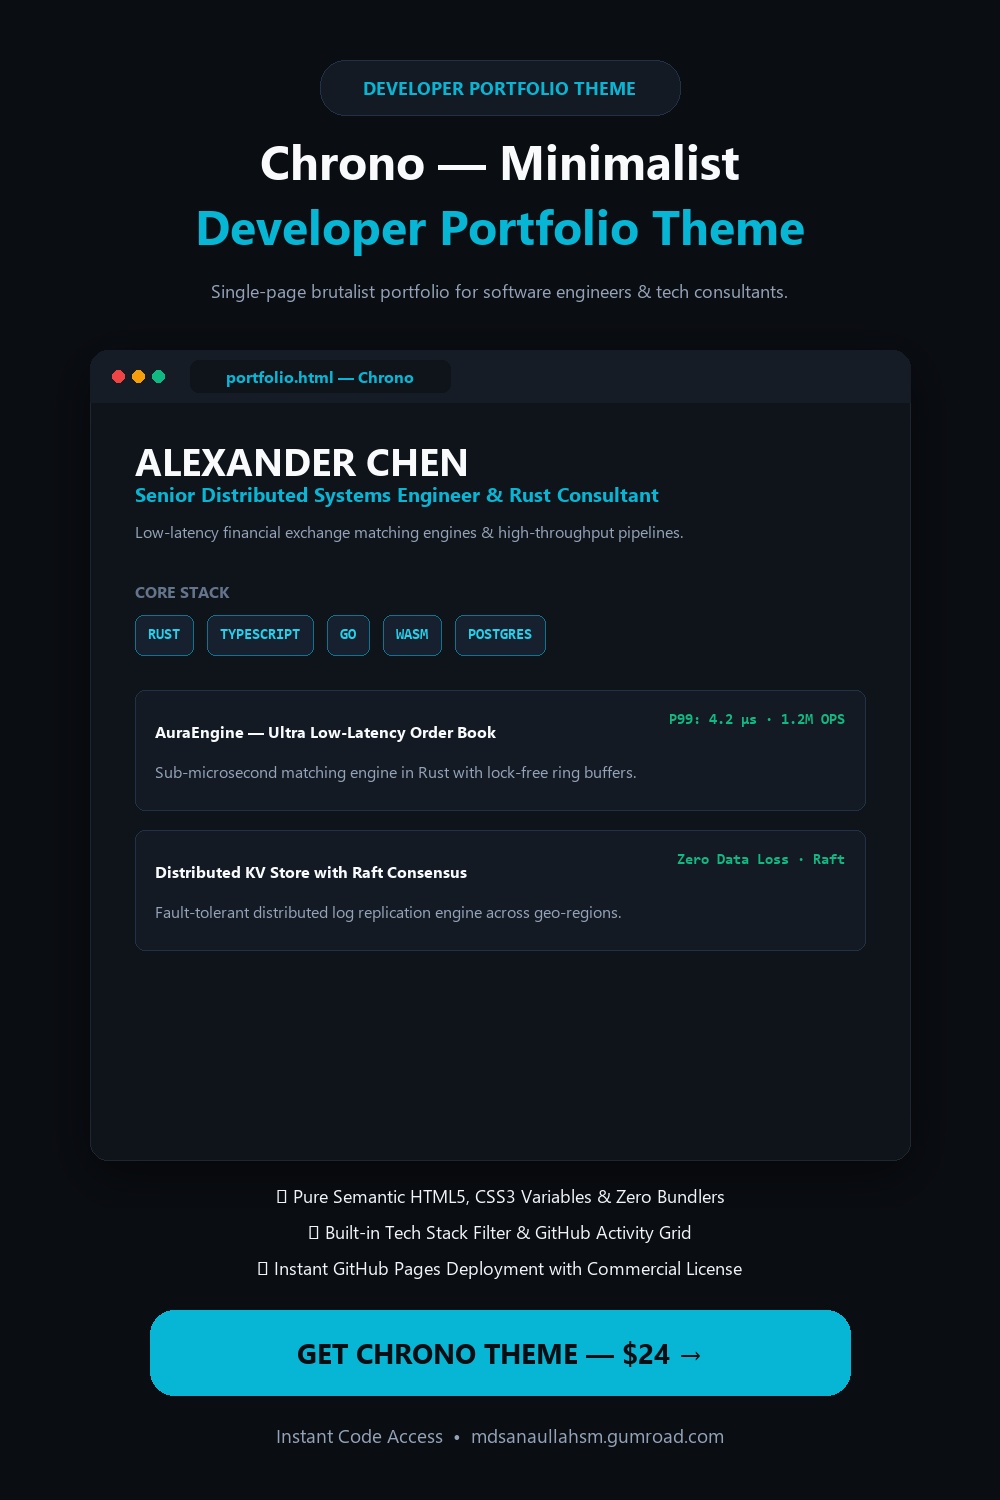 DEVELOPER PORTFOLIO THEME
Chrono — Minimalist
Developer Portfolio Theme
Single-page brutalist portfolio for software engineers & tech consultants.
portfolio.html — Chrono
ALEXANDER CHEN
Senior Distributed Systems Engineer & Rust Consultant
Low-latency financial exchange matching engines & high-throughput pipelines.
CORE STACK
RUST TYPESCRIPT GO WASM POSTGRES
P99: 4.2 µs · 1.2M OPS
AuraEngine — Ultra Low-Latency Order Book
Sub-microsecond matching engine in Rust with lock-free ring buffers.
Zero Data Loss · Raft
Distributed KV Store with Raft Consensus
Fault-tolerant distributed log replication engine across geo-regions.
▯ Pure Semantic HTML5, CSS3 Variables & Zero Bundlers
▯ Built-in Tech Stack Filter & GitHub Activity Grid
▯ Instant GitHub Pages Deployment with Commercial License
GET CHRONO THEME — $24 →
Instant Code Access • mdsanaullahsm.gumroad.com